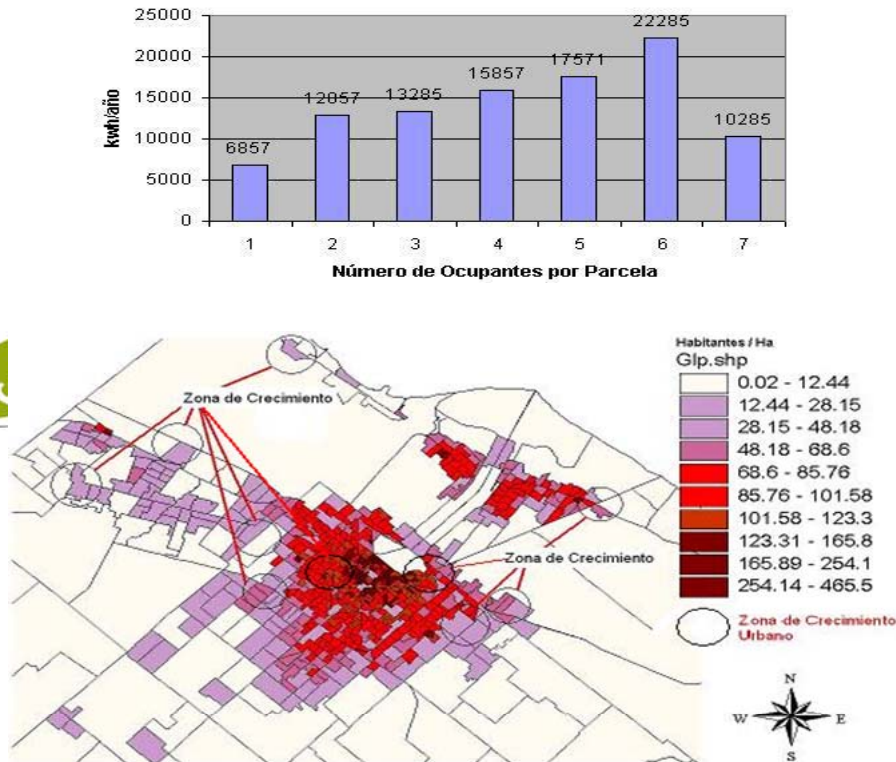 25000
20000
15000
10000
5000
0
kwh/año
6857
12857
13285
15857
17571
22285
10285
1 2 3 4 5 6 7
Número de Ocupantes por Parcela
Zona de Crecimiento
Zona de Crecimiento
Habitantes / Ha
Glp.shp
0.02 - 12.44
12.44 - 28.15
28.15 - 48.18
48.18 - 68.6
68.6 - 85.76
85.76 - 101.58
101.58 - 123.3
123.31 - 165.8
165.89 - 254.1
254.14 - 465.5
Zona de Crecimiento
Urbano
N
W E
S